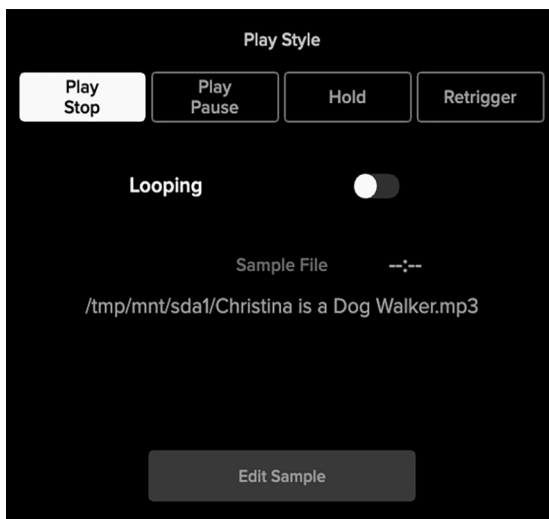 Play Style
Play Play Hold Retrigger
Stop Pause
Looping
Sample File --:--
/tmp/mnt/sda1/Christina is a Dog Walker.mp3
Edit Sample